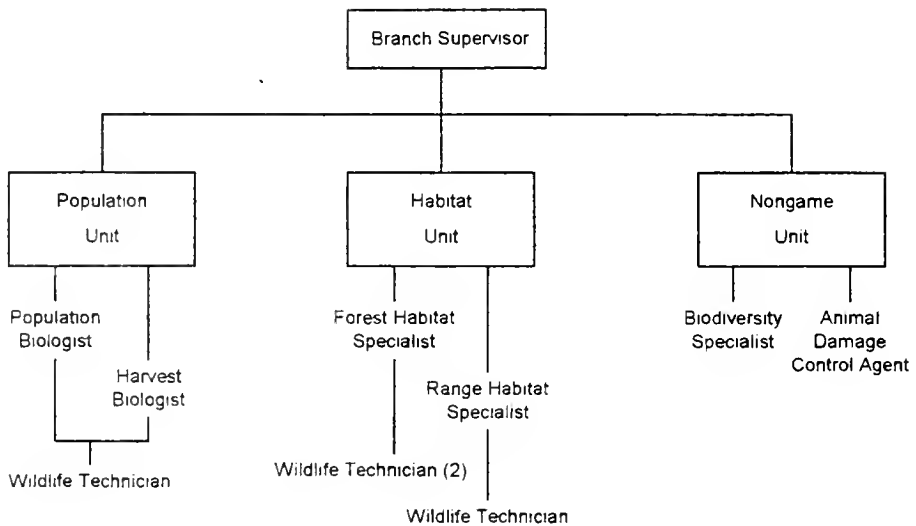 Branch Supervisor
Population
Unit
Habitat
Unit
Nongame
Unit
Population
Biologist
Harvest
Biologist
Wildlife Technician
Forest Habitat
Specialist
Wildlife Technician (2)
Range Habitat
Specialist
Wildlife Technician
Biodiversity
Specialist
Animal
Damage
Control Agent